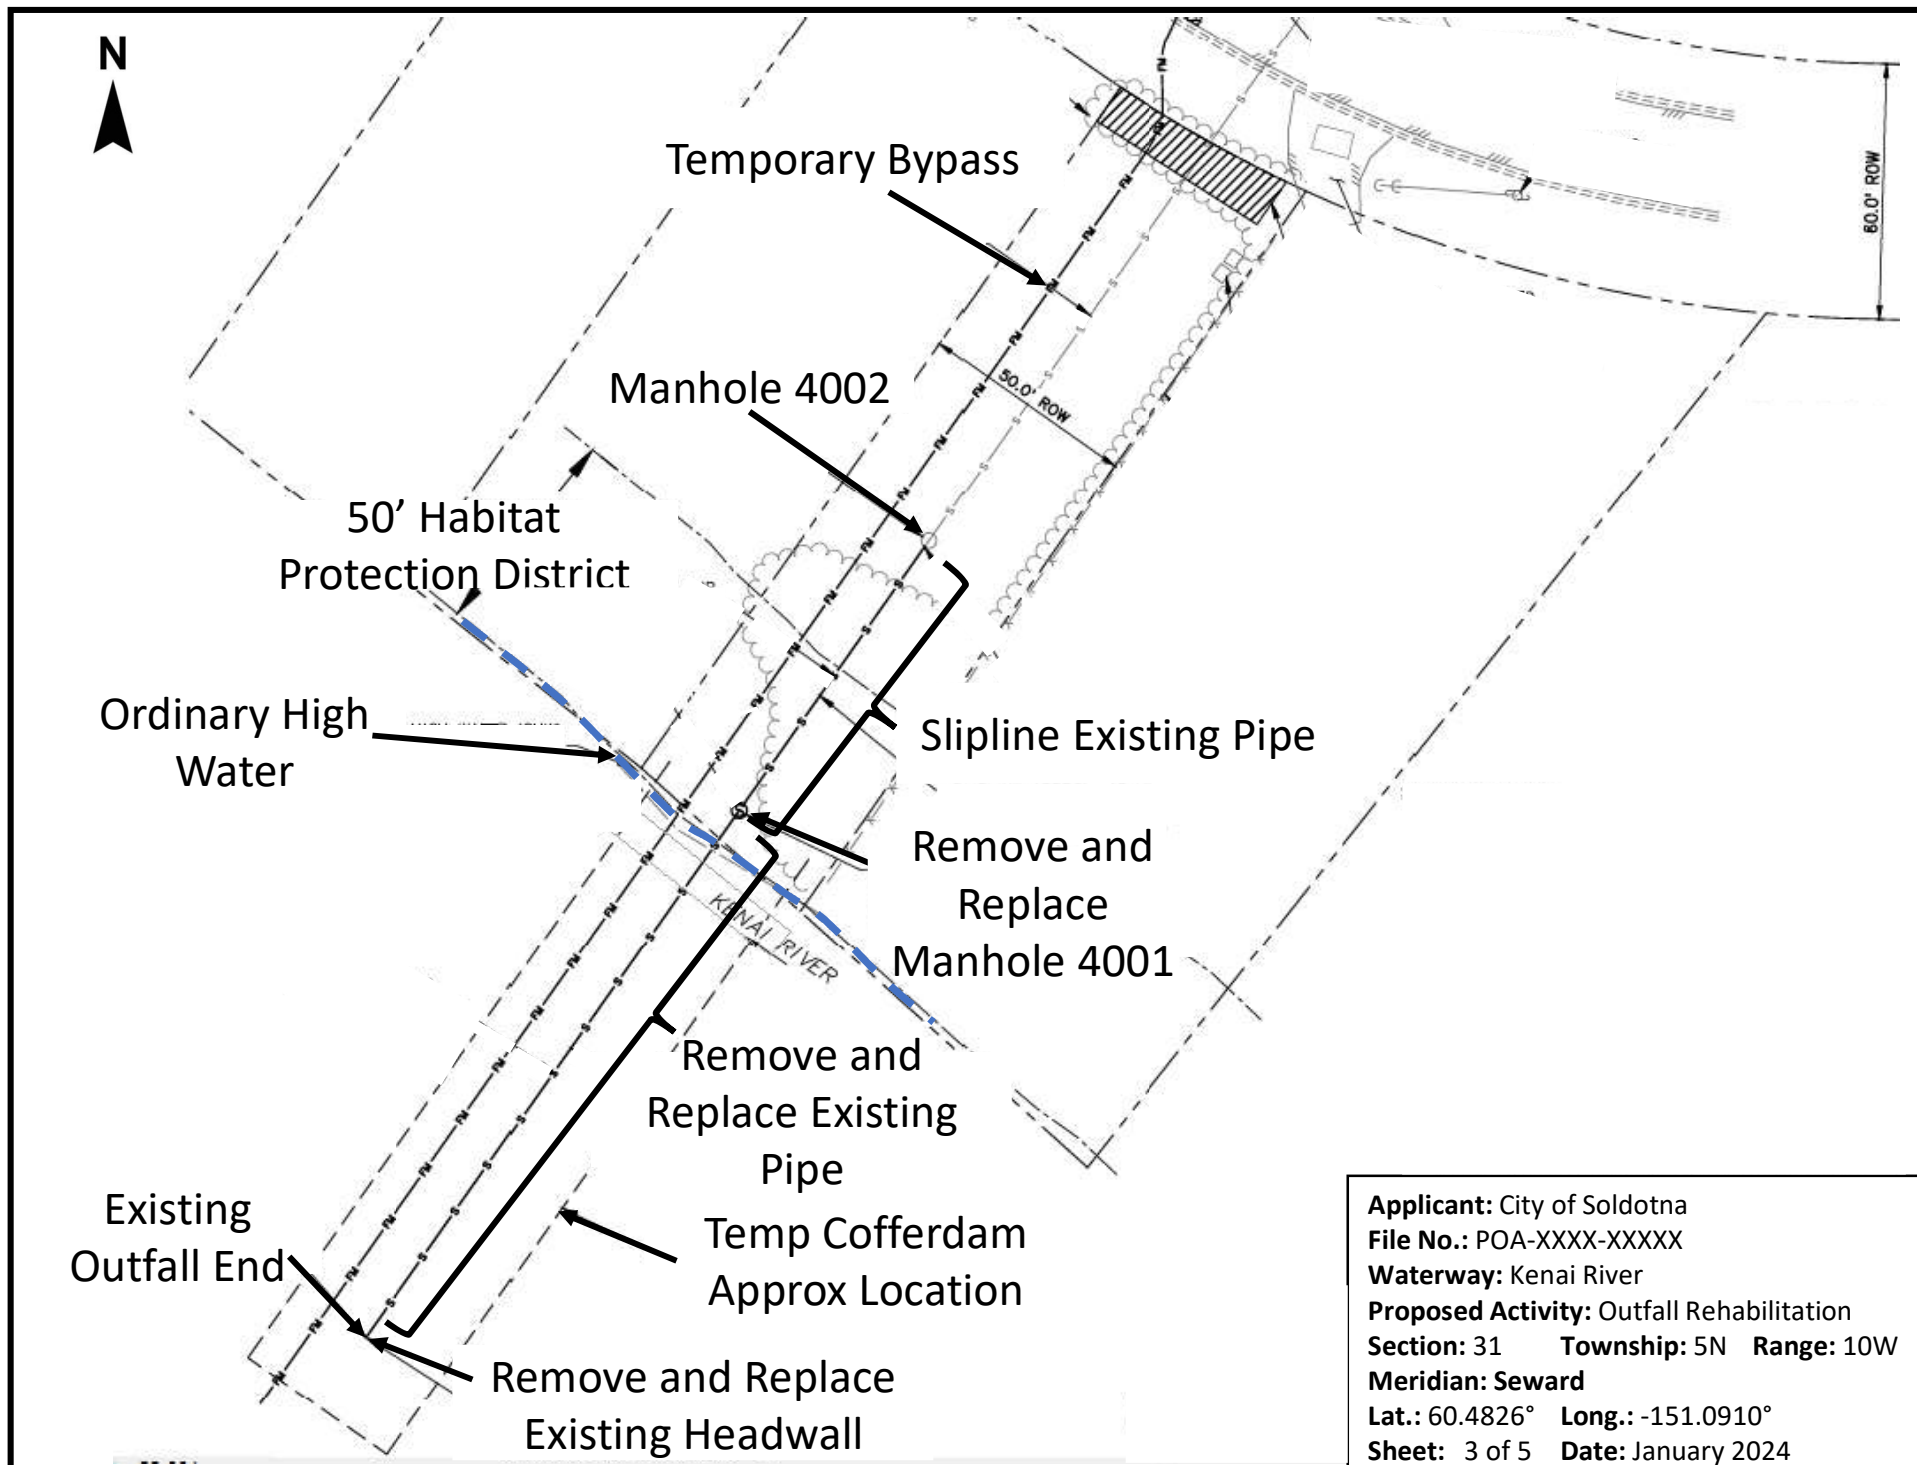 N
Temporary Bypass
60.0' ROW
Manhole 4002
50.0' ROW
50' Habitat
Protection District
Ordinary High
Water
Slipline Existing Pipe
Remove and
Replace
Manhole 4001
KENAI RIVER
Remove and
Replace Existing
Pipe
Existing
Outfall End
Temp Cofferdam
Approx Location
Remove and Replace
Existing Headwall
Applicant: City of Soldotna
File No.: POA-XXXX-XXXXX
Waterway: Kenai River
Proposed Activity: Outfall Rehabilitation
Section: 31 Township: 5N Range: 10W
Meridian: Seward
Lat.: 60.4826° Long.: -151.0910°
Sheet: 3 of 5 Date: January 2024